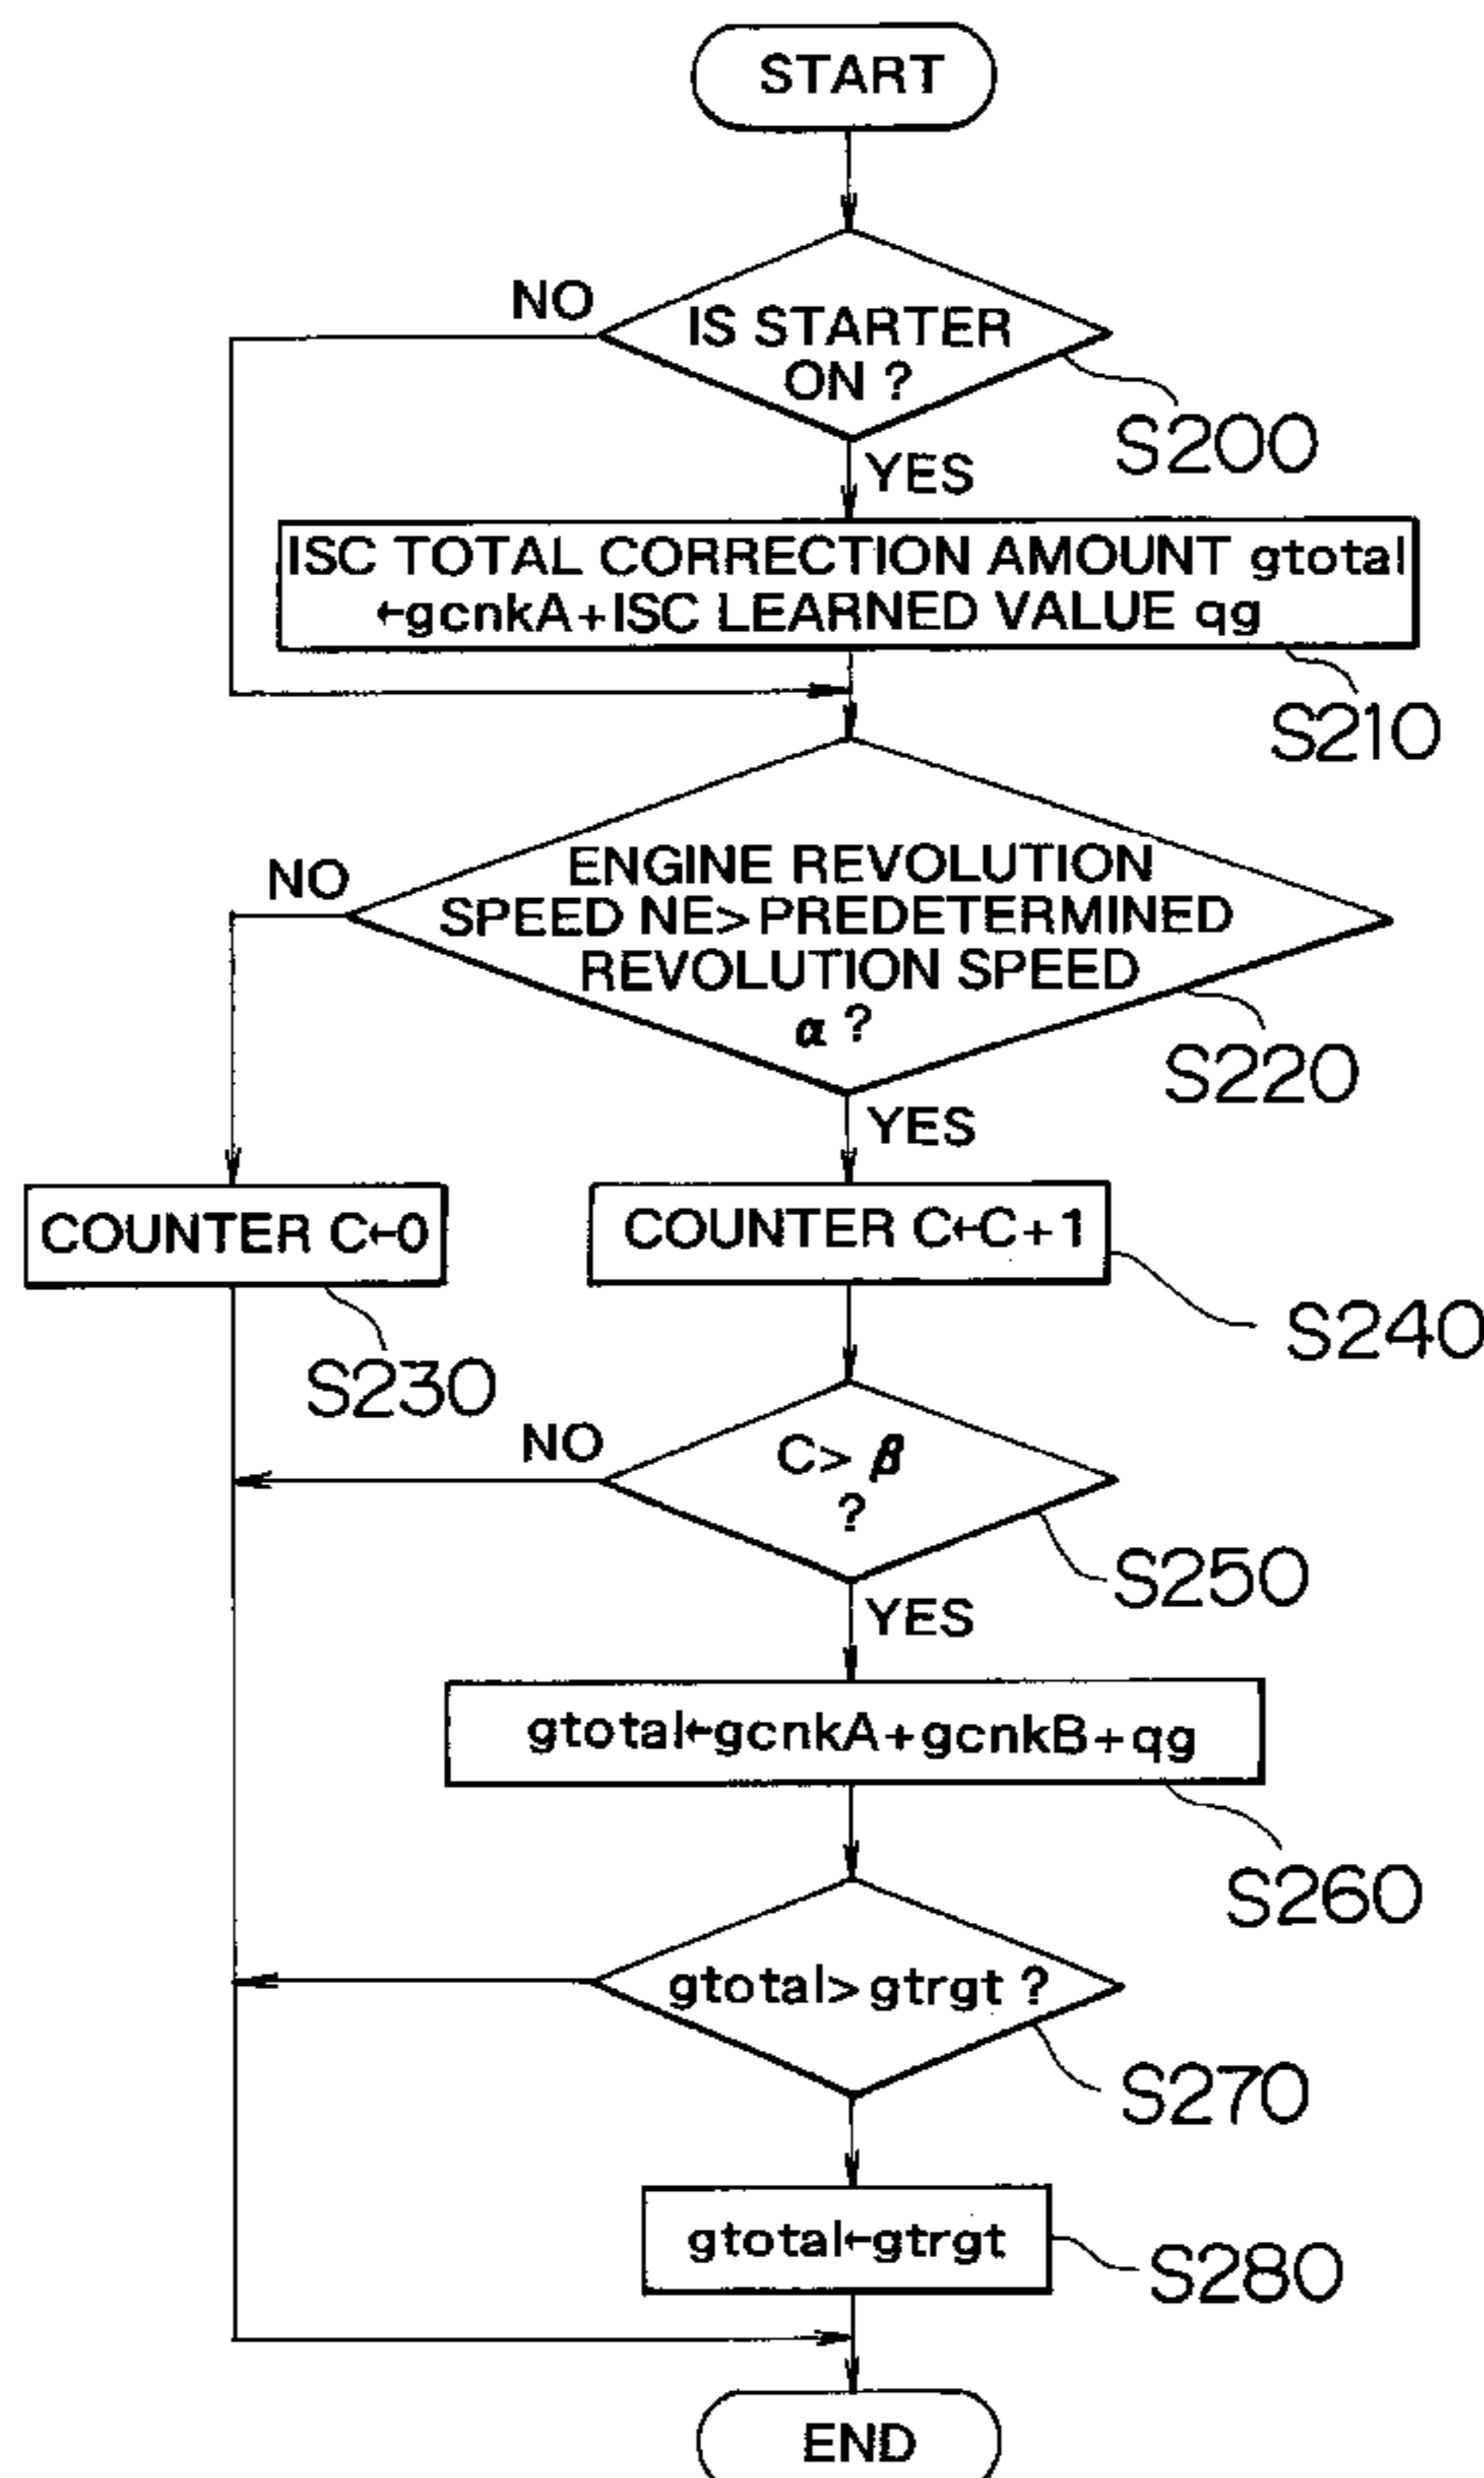 START
NO
IS STARTER
ON ?
S200
YES
ISC TOTAL CORRECTION AMOUNT gtotal
←gcnkA+ISC LEARNED VALUE qg
S210
NO
ENGINE REVOLUTION
SPEED NE>PREDETERMINED
REVOLUTION SPEED
α ?
S220
YES
COUNTER C←0
COUNTER C←C+1
S230
S240
NO
C> β
?
S250
YES
gtotal←gcnkA+gcnkB+qg
S260
gtotal>gtrgt ?
S270
gtotal←gtrgt
S280
END